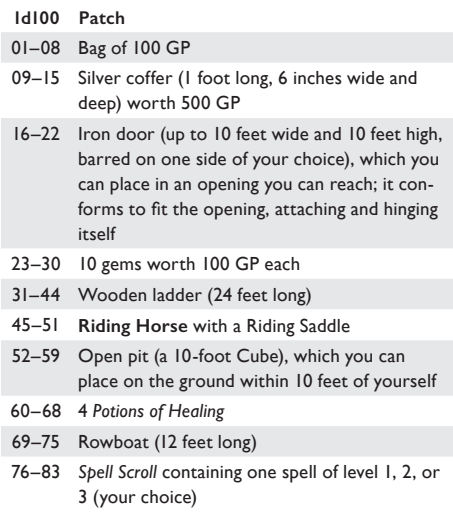 1d100 Patch
01–08 Bag of 100 GP
09–15 Silver coffer (1 foot long, 6 inches wide and
deep) worth 500 GP
16–22 Iron door (up to 10 feet wide and 10 feet high,
barred on one side of your choice), which you
can place in an opening you can reach; it con-
forms to fit the opening, attaching and hinging
itself
23–30 10 gems worth 100 GP each
31–44 Wooden ladder (24 feet long)
45–51 Riding Horse with a Riding Saddle
52–59 Open pit (a 10-foot Cube), which you can
place on the ground within 10 feet of yourself
60–68 4 Potions of Healing
69–75 Rowboat (12 feet long)
76–83 Spell Scroll containing one spell of level 1, 2, or
3 (your choice)